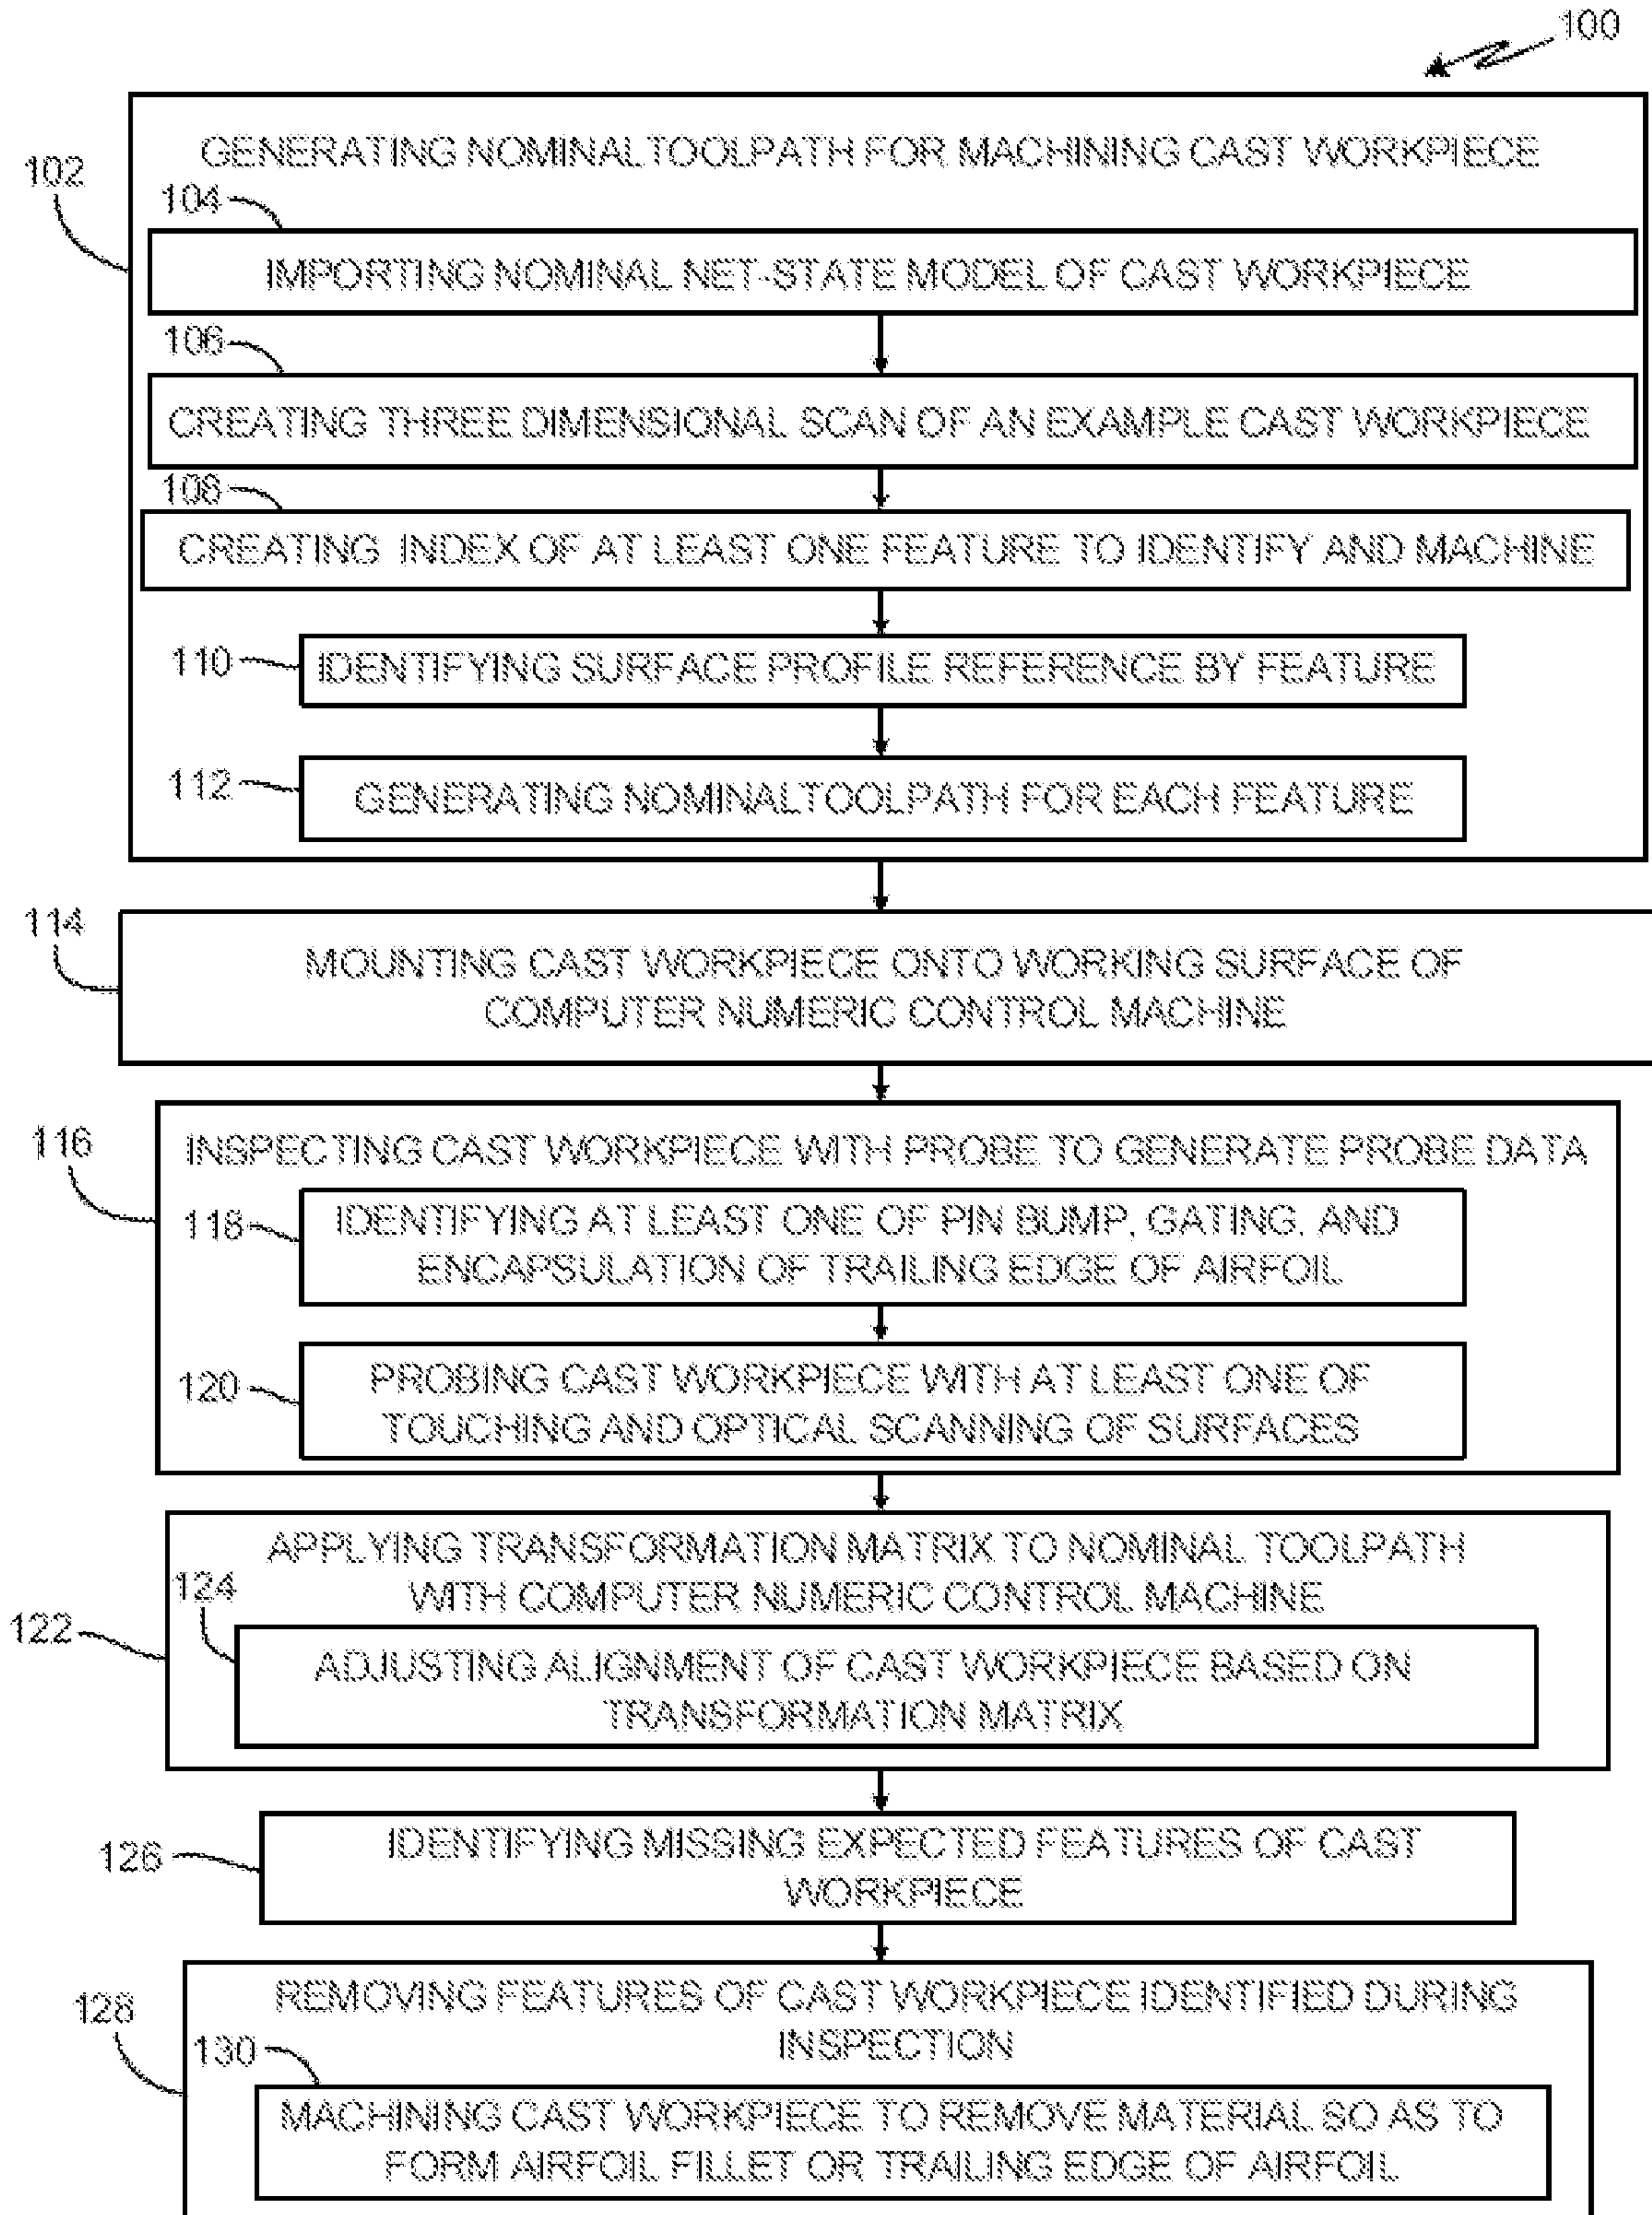 100
GENERATING NOMINAL TOOLPATH FOR MACHINING CAST WORKPIECE
102
104
IMPORTING NOMINAL NET-STATE MODEL OF CAST WORKPIECE
106
CREATING THREE DIMENSIONAL SCAN OF AN EXAMPLE CAST WORKPIECE
108
CREATING INDEX OF AT LEAST ONE FEATURE TO IDENTIFY AND MACHINE
110
IDENTIFYING SURFACE PROFILE REFERENCE BY FEATURE
112
GENERATING NOMINAL TOOLPATH FOR EACH FEATURE
114
MOUNTING CAST WORKPIECE ONTO WORKING SURFACE OF
COMPUTER NUMERIC CONTROL MACHINE
116
INSPECTING CAST WORKPIECE WITH PROBE TO GENERATE PROBE DATA
118
IDENTIFYING AT LEAST ONE OF PIN BUMP, GATING, AND
ENCAPSULATION OF TRAILING EDGE OF AIRFOIL
120
PROBING CAST WORKPIECE WITH AT LEAST ONE OF
TOUCHING AND OPTICAL SCANNING OF SURFACES
APPLYING TRANSFORMATION MATRIX TO NOMINAL TOOLPATH
WITH COMPUTER NUMERIC CONTROL MACHINE
124
122
ADJUSTING ALIGNMENT OF CAST WORKPIECE BASED ON
TRANSFORMATION MATRIX
126
IDENTIFYING MISSING EXPECTED FEATURES OF CAST
WORKPIECE
128
REMOVING FEATURES OF CAST WORKPIECE IDENTIFIED DURING
INSPECTION
130
MACHINING CAST WORKPIECE TO REMOVE MATERIAL SO AS TO
FORM AIRFOIL FILLET OR TRAILING EDGE OF AIRFOIL